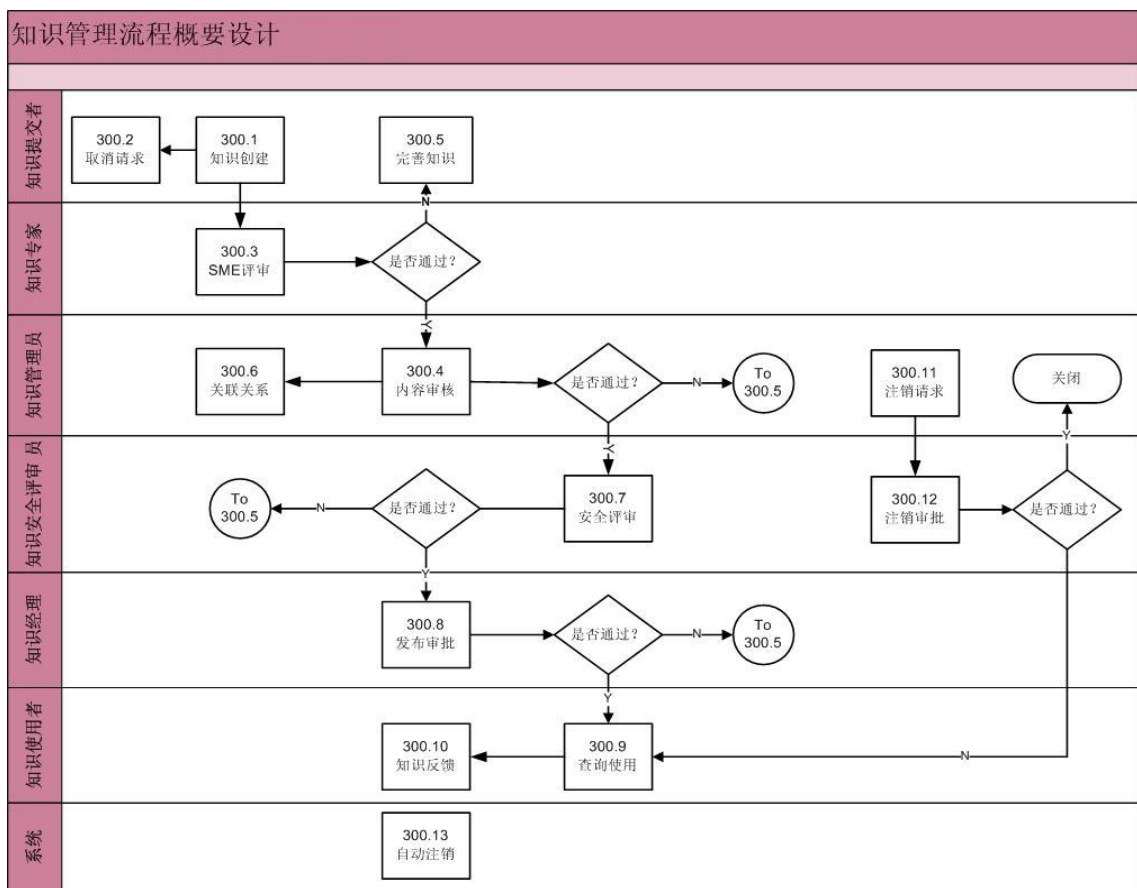 知识管理流程概要设计
知识提交者
300.2
取消请求
300.1
知识创建
300.5
完善知识
N
知识专家
300.3
SME评审
是否通过？
Y
知识管理员
300.6
关联关系
300.4
内容审核
是否通过？
N
To
300.5
300.11
注销请求
关闭
Y
Y
知识安全评审 员
To
300.5
N
是否通过？
300.7
安全评审
300.12
注销审批
是否通过？
Y
知识经理
300.8
发布审批
是否通过？
N
To
300.5
Y
知识使用者
300.10
知识反馈
300.9
查询使用
N
系统
300.13
自动注销